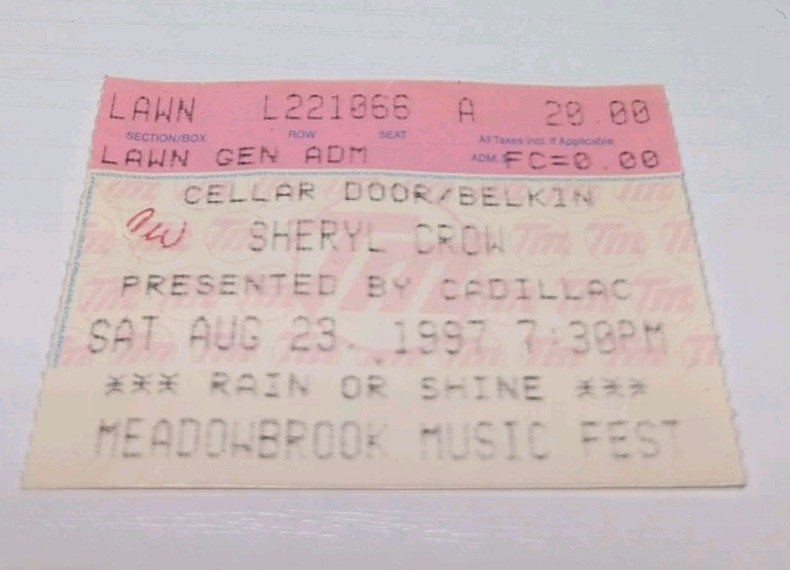 LAWN L221066 A 20.00
SECTION/BOX ROW SEAT All Taxes Incl. If Applicable
LAWN GEN ADM ADM. FC=0.00
CELLAR DOOR/BELKIN
SHERYL CROW
PRESENTED BY CADILLAC
SAT AUG 23, 1997 7:30PM
*** RAIN OR SHINE ***
MEADOWBROOK MUSIC FEST